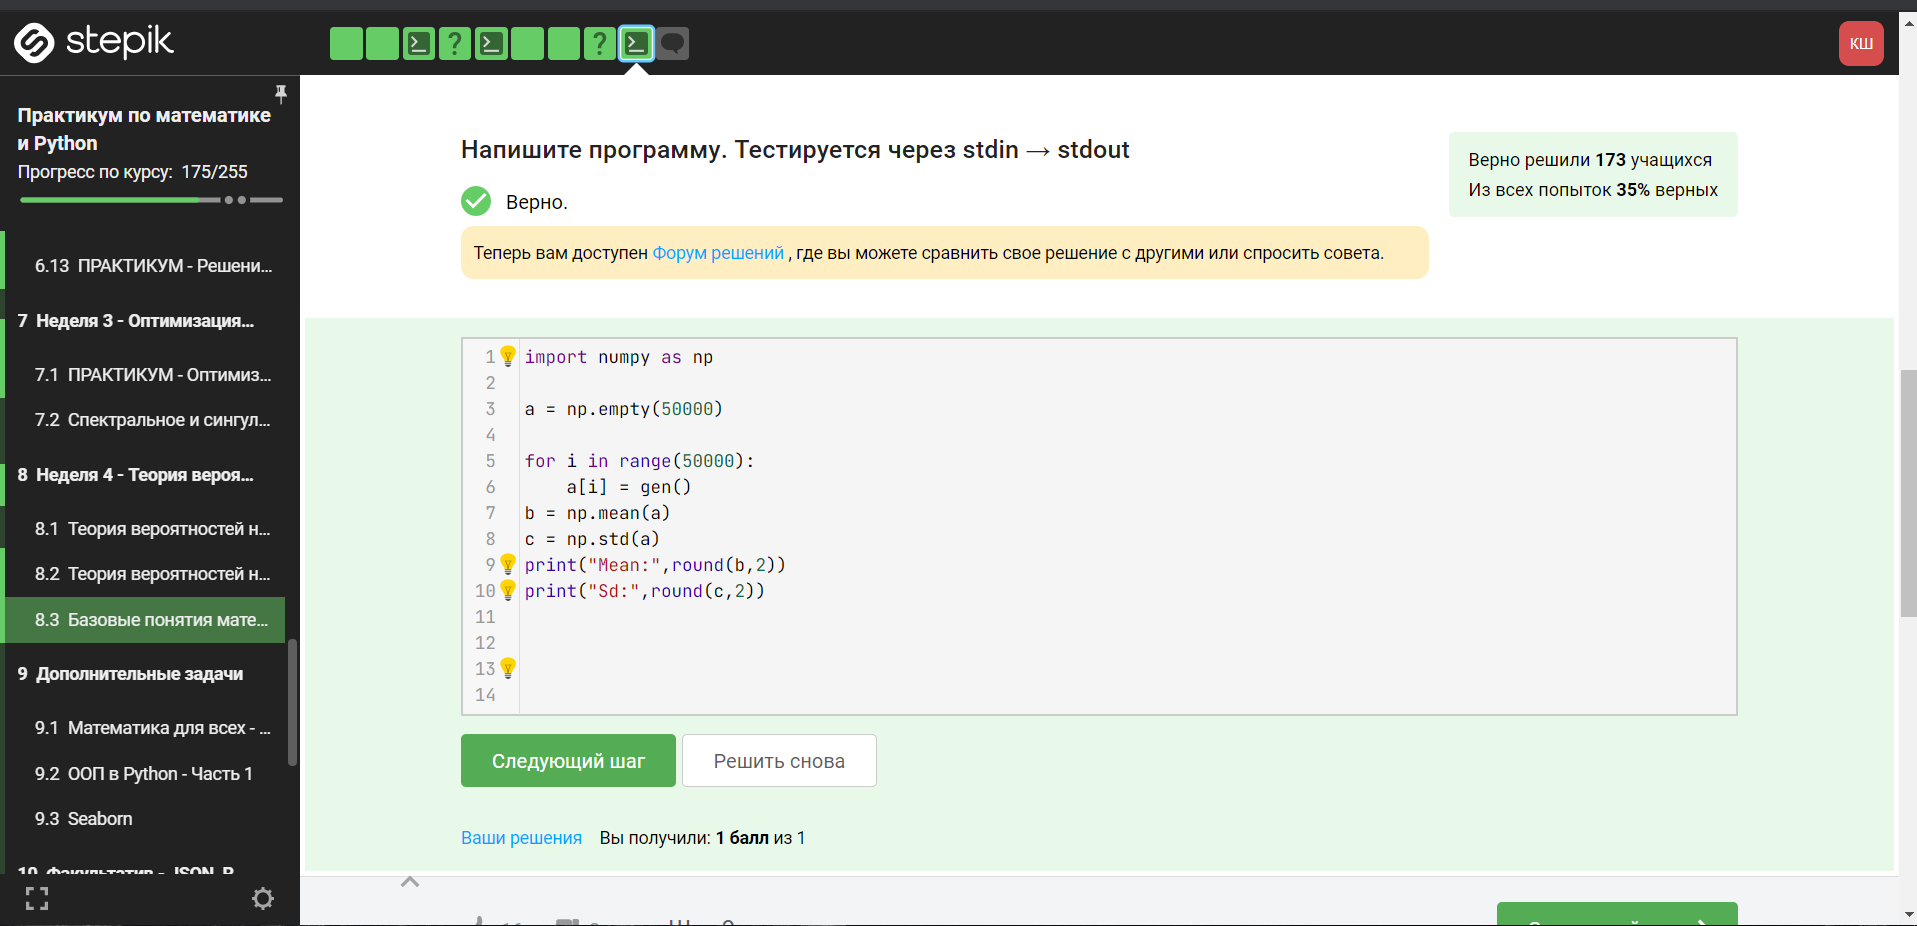 stepik
КШ
Практикум по математике
и Python
Прогресс по курсу: 175/255
6.13 ПРАКТИКУМ - Решени...
7 Неделя 3 - Оптимизация...
7.1 ПРАКТИКУМ - Оптимиз...
7.2 Спектральное и сингул...
8 Неделя 4 - Теория вероя...
8.1 Теория вероятностей н...
8.2 Теория вероятностей н...
8.3 Базовые понятия мате...
9 Дополнительные задачи
9.1 Математика для всех - ...
9.2 ООП в Python - Часть 1
9.3 Seaborn
10 Факультатив - JSON, R
Напишите программу. Тестируется через stdin → stdout
Верно.
Теперь вам доступен Форум решений , где вы можете сравнить свое решение с другими или спросить совета.
Верно решили 173 учащихся
Из всех попыток 35% верных
1 import numpy as np
2
3 a = np.empty(50000)
4
5 for i in range(50000):
6 a[i] = gen()
7 b = np.mean(a)
8 c = np.std(a)
9 print("Mean:",round(b,2))
10 print("Sd:",round(c,2))
11
12
13
14
Следующий шаг
Решить снова
Ваши решения Вы получили: 1 балл из 1